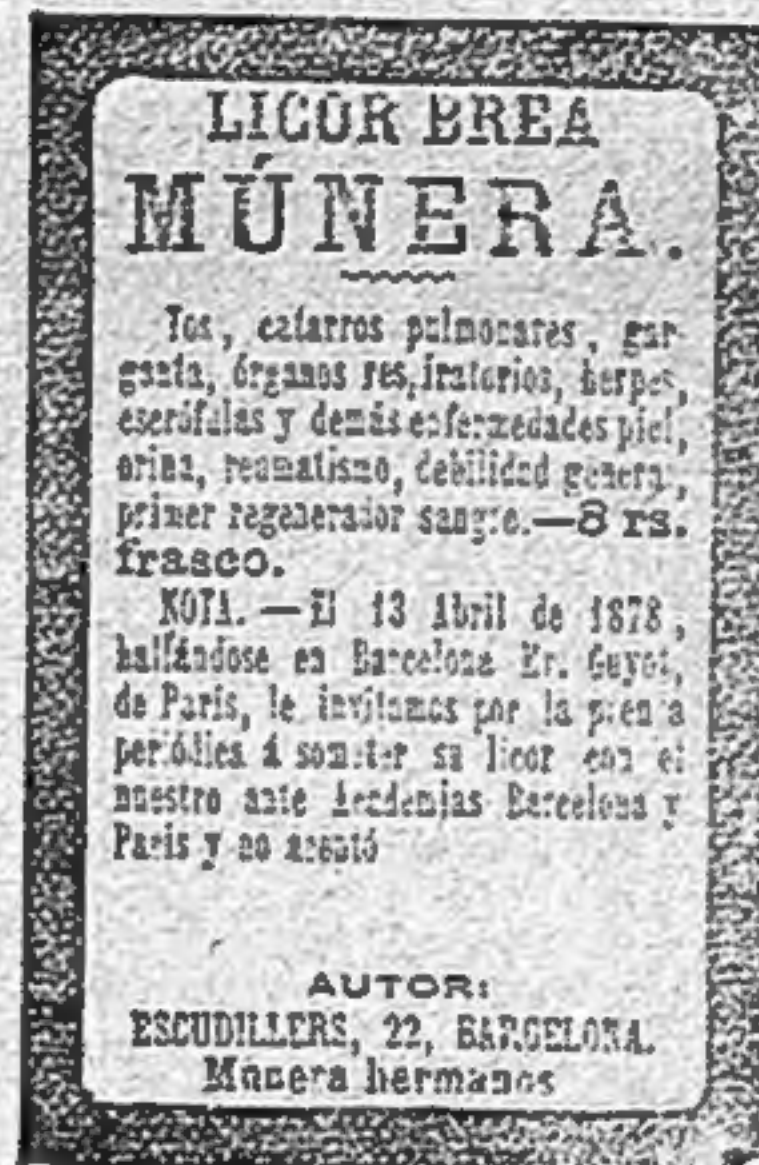 LICOR BREA
MÚNERA.
Tos, catarros pulmonares, gar-
ganta, órganos respiratorios, herpes,
escrófulas y demás enfermedades piel,
orina, reumatismo, debilidad general,
primer regenerador sangre.—8 rs.
frasco.
NOTA. — El 13 Abril de 1878,
hallándose en Barcelona Mr. Guyot,
de París, le invitamos por la prensa
periódica á someter su licor con el
nuestro ante Academias Barcelona y
París y no aceptó
AUTOR:
ESCUDILLERS, 22, BARCELONA.
Múnera hermanos